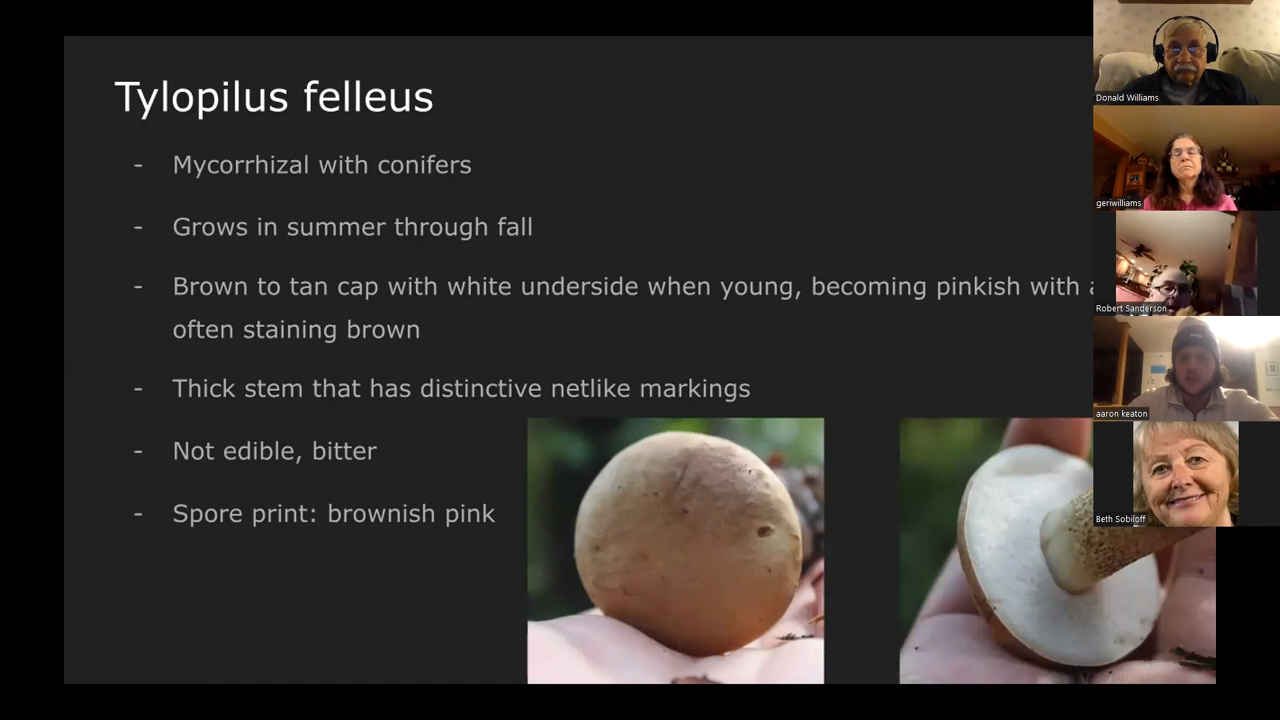 Tylopilus felleus
- Mycorrhizal with conifers
- Grows in summer through fall
- Brown to tan cap with white underside when young, becoming pinkish with
often staining brown
- Thick stem that has distinctive netlike markings
- Not edible, bitter
- Spore print: brownish pink
Donald Williams
geriwilliams
Robert Sanderson
aaron keaton
Beth Sobiloff